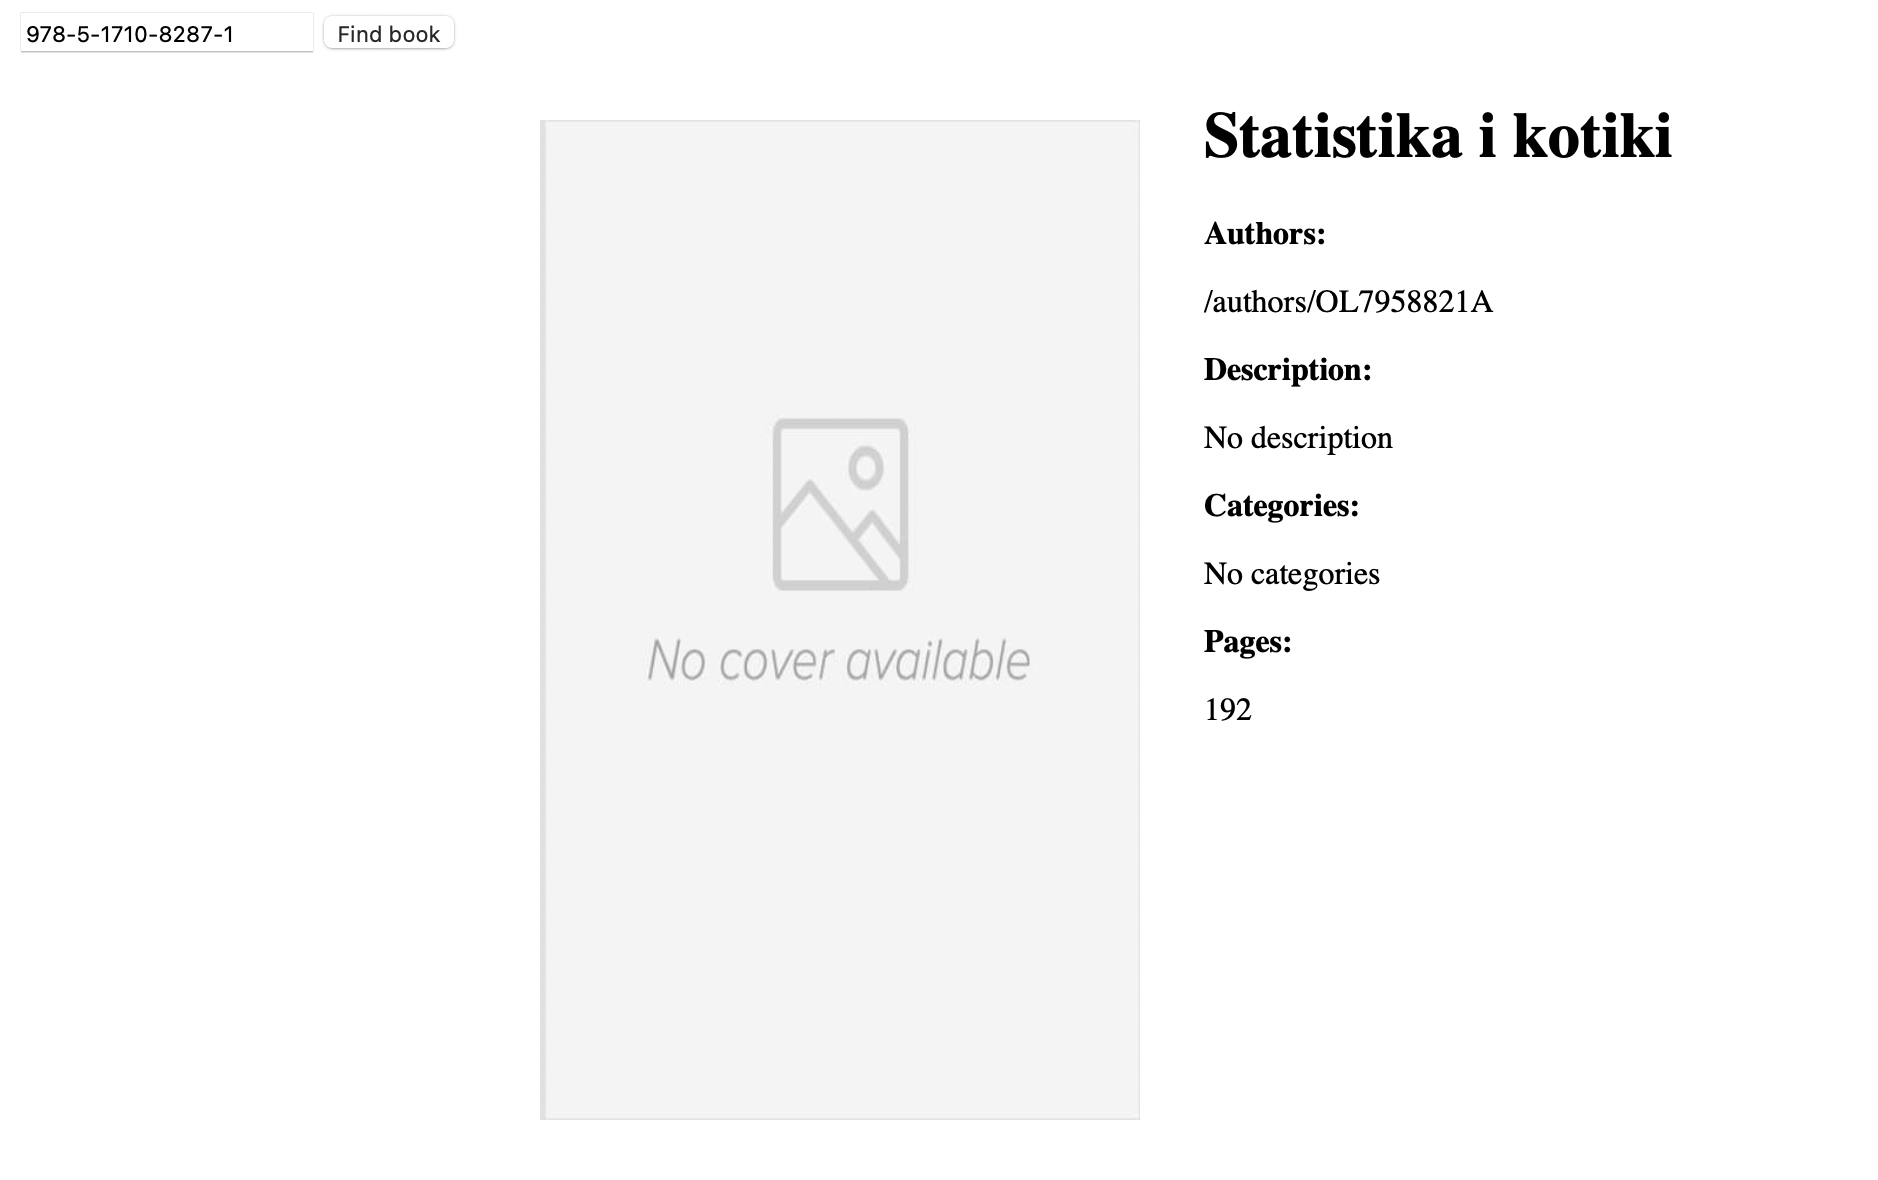 978-5-1710-8287-1 Find book
No cover available
Statistika i kotiki
Authors:
/authors/OL7958821A
Description:
No description
Categories:
No categories
Pages:
192